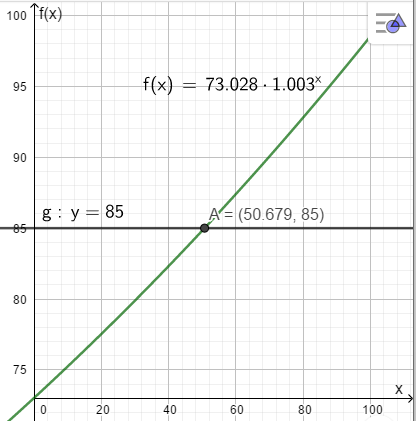 100
f(x)
95
f(x) = 73.028 · 1.003ˣ
90
g : y = 85
A = (50.679, 85)
85
80
75
x
0 20 40 60 80 100